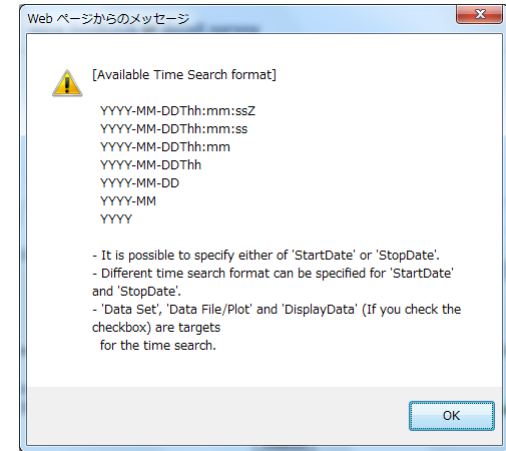 Web ページからのメッセージ
[Available Time Search format]
YYYY-MM-DDThh:mm:ssZ
YYYY-MM-DDThh:mm:ss
YYYY-MM-DDThh:mm
YYYY-MM-DDThh
YYYY-MM-DD
YYYY-MM
YYYY
- It is possible to specify either of 'StartDate' or 'StopDate'.
- Different time search format can be specified for 'StartDate'
and 'StopDate'.
- 'Data Set', 'Data File/Plot' and 'DisplayData' (If you check the
checkbox) are targets
for the time search.
OK